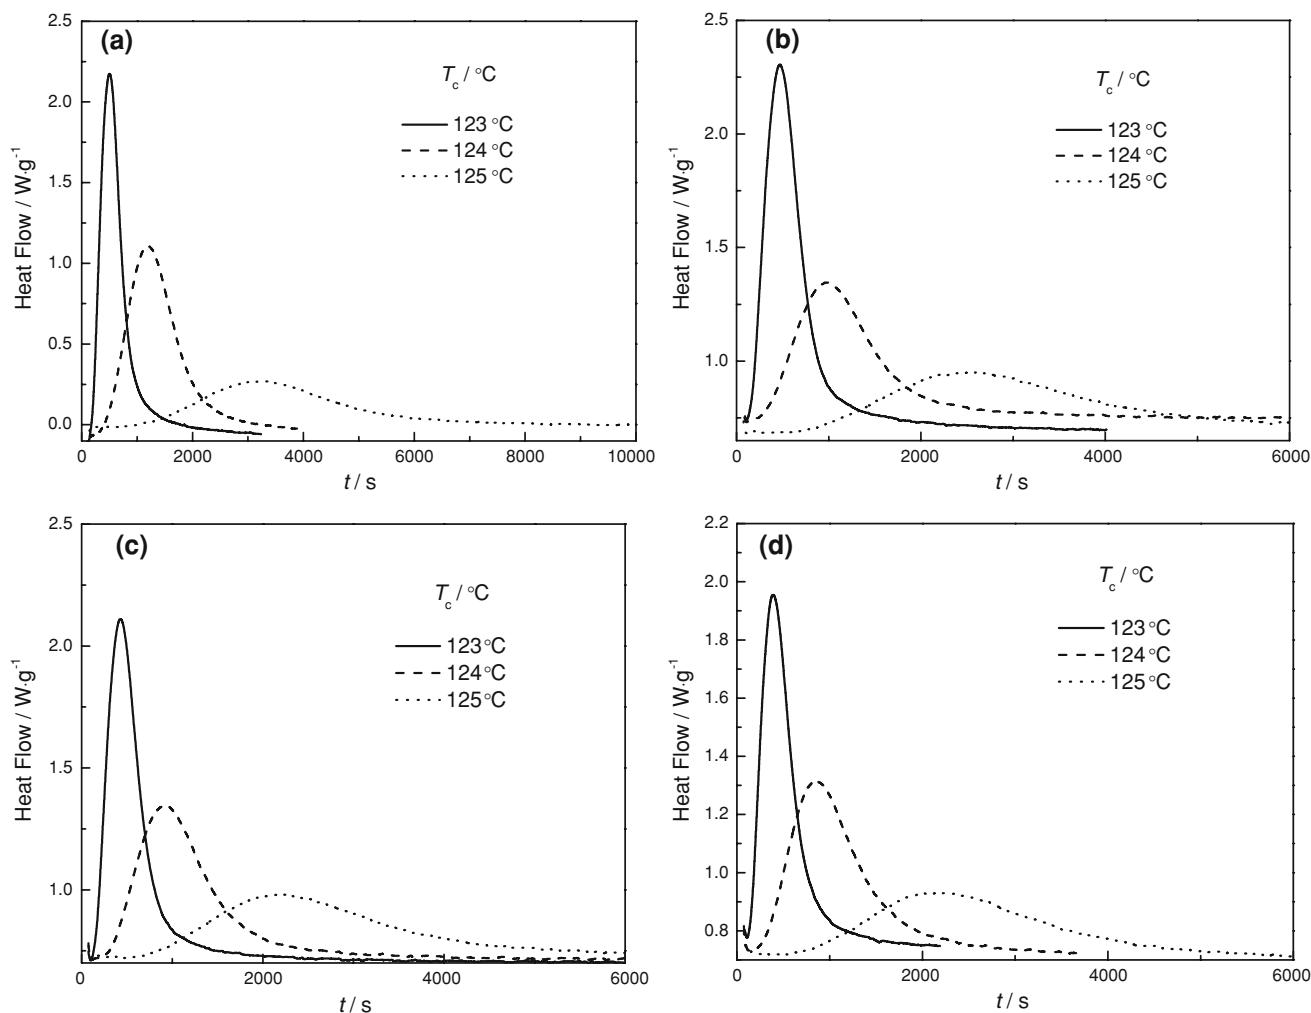 (a)
T_c / °C
123 °C
124 °C
125 °C
2.5
2.0
1.5
1.0
0.5
0.0
Heat Flow / W·g⁻¹
0 2000 4000 6000 8000 10000
t / s
(b)
T_c / °C
123 °C
124 °C
125 °C
2.5
2.0
1.5
1.0
Heat Flow / W·g⁻¹
0 2000 4000 6000
t / s
(c)
T_c / °C
123 °C
124 °C
125 °C
2.5
2.0
1.5
1.0
Heat Flow / W·g⁻¹
0 2000 4000 6000
t / s
(d)
T_c / °C
123 °C
124 °C
125 °C
2.2
2.0
1.8
1.6
1.4
1.2
1.0
0.8
Heat Flow / W·g⁻¹
0 2000 4000 6000
t / s